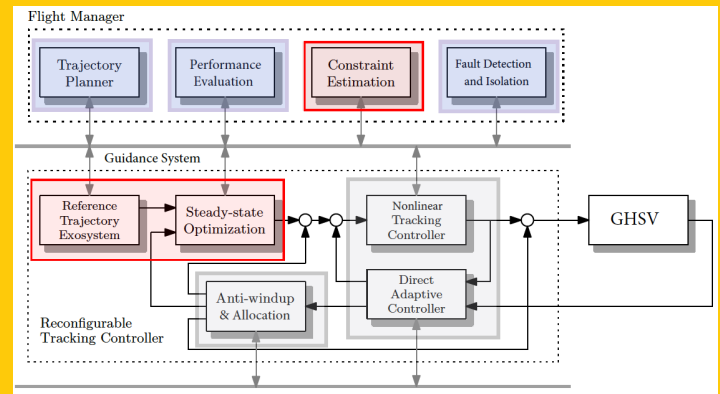 Flight Manager
Trajectory
Planner
Performance
Evaluation
Constraint
Estimation
Fault Detection
and Isolation
Guidance System
Reference
Trajectory
Exosystem
Steady-state
Optimization
Nonlinear
Tracking
Controller
GHSV
Anti-windup
& Allocation
Direct
Adaptive
Controller
Reconfigurable
Tracking Controller